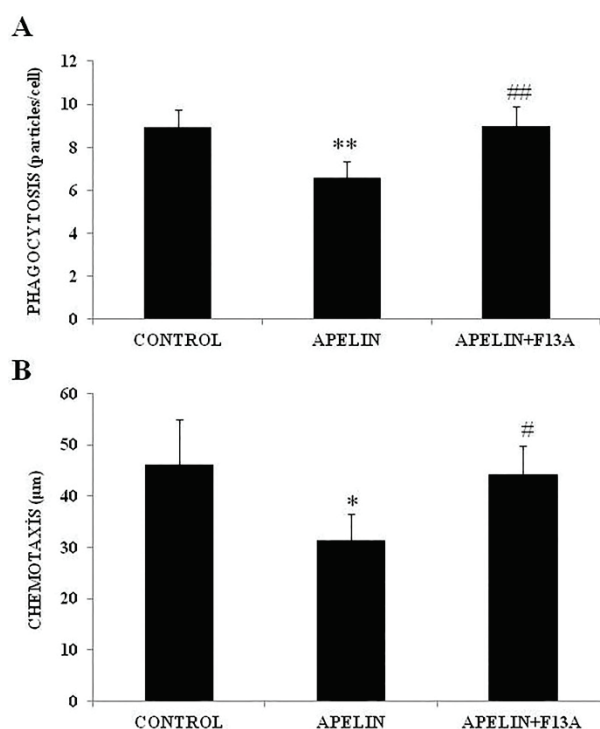 A
PHAGOCYTOSIS (particles/cell)
12
10
8
6
4
2
0
**
##
CONTROL
APELIN
APELIN+F13A
B
CHEMOTAXİS (µm)
60
50
40
30
20
10
0
*
#
CONTROL
APELIN
APELIN+F13A